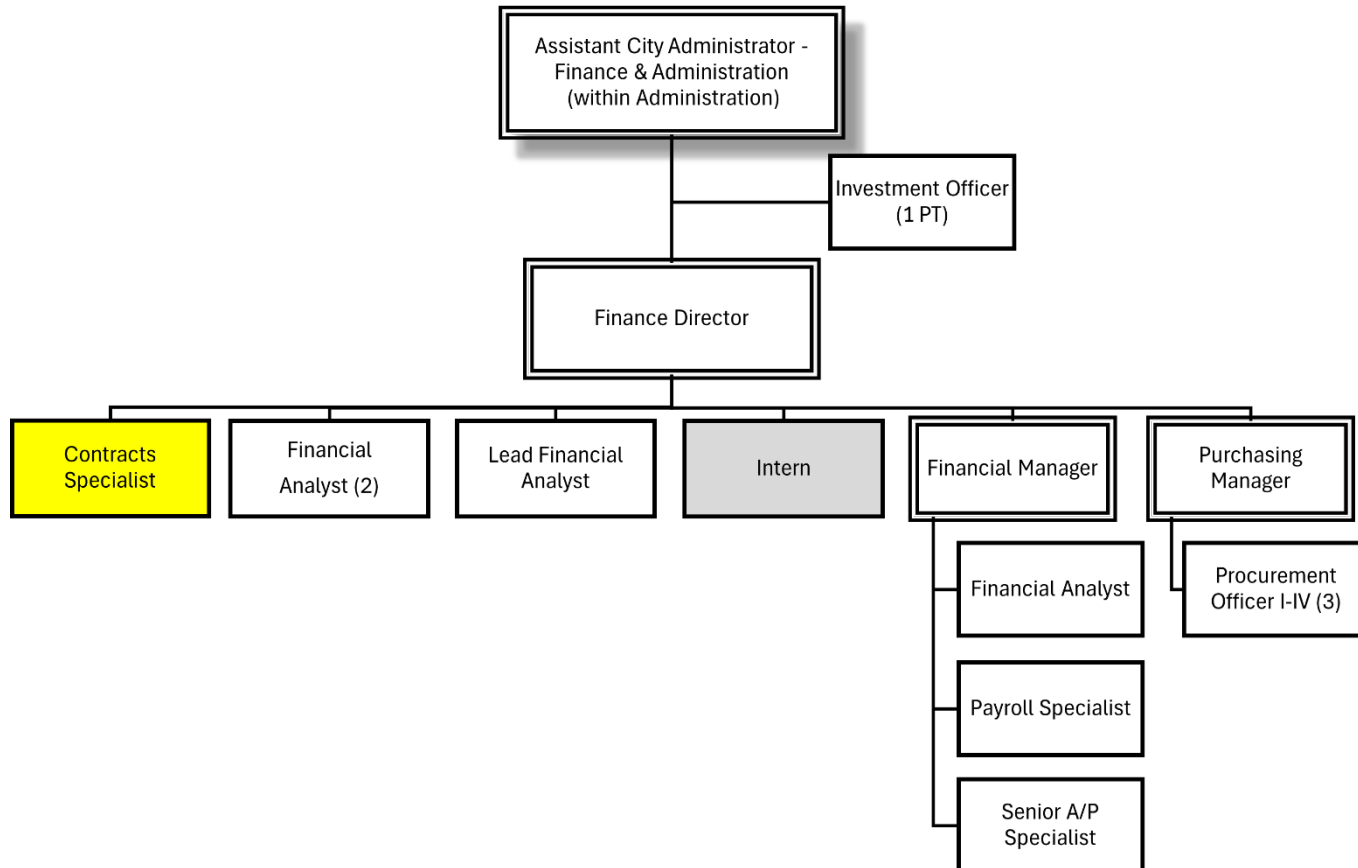 Assistant City Administrator -
Finance & Administration
(within Administration)
Investment Officer
(1 PT)
Finance Director
Contracts
Specialist
Financial
Analyst (2)
Lead Financial
Analyst
Intern
Financial Manager
Purchasing
Manager
Financial Analyst
Procurement
Officer I-IV (3)
Payroll Specialist
Senior A/P
Specialist